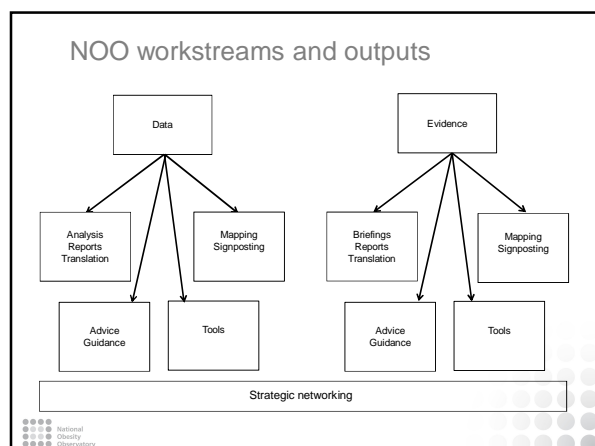 NOO workstreams and outputs
Data
Evidence
Analysis
Reports
Translation
Mapping
Signposting
Briefings
Reports
Translation
Mapping
Signposting
Advice
Guidance
Tools
Advice
Guidance
Tools
Strategic networking
National
Obesity
Observatory